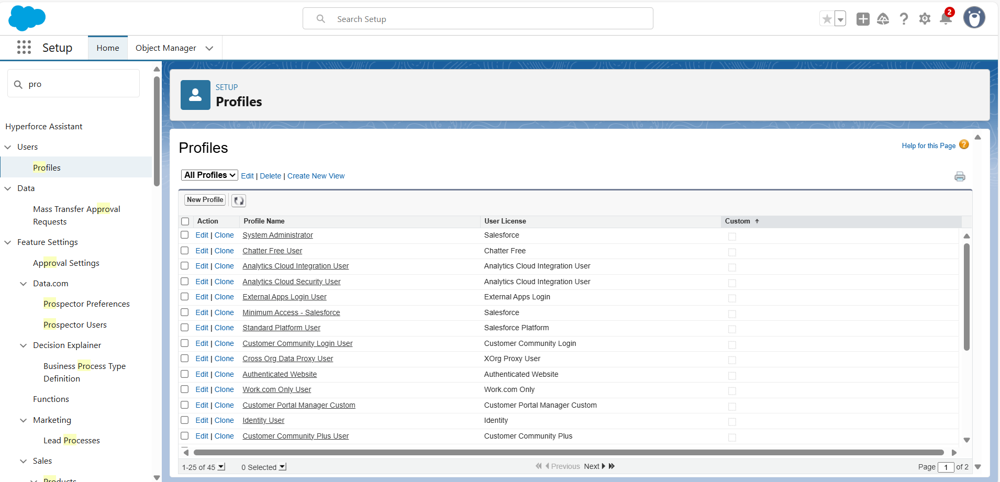 Search Setup
2
Setup
Home
Object Manager
pro
Hyperforce Assistant
Users
Profiles
Data
Mass Transfer Approval
Requests
Feature Settings
Approval Settings
Data.com
Prospector Preferences
Prospector Users
Decision Explainer
Business Process Type
Definition
Functions
Marketing
Lead Processes
Sales
Products
SETUP
Profiles
Profiles
Help for this Page ?
All Profiles Edit | Delete | Create New View
New Profile
Action Profile Name User License Custom
Edit | Clone System Administrator Salesforce
Edit | Clone Chatter Free User Chatter Free
Edit | Clone Analytics Cloud Integration User Analytics Cloud Integration User
Edit | Clone Analytics Cloud Security User Analytics Cloud Integration User
Edit | Clone External Apps Login User External Apps Login
Edit | Clone Minimum Access - Salesforce Salesforce
Edit | Clone Standard Platform User Salesforce Platform
Edit | Clone Customer Community Login User Customer Community Login
Edit | Clone Cross Org Data Proxy User XOrg Proxy User
Edit | Clone Authenticated Website Authenticated Website
Edit | Clone Work.com Only User Work.com Only
Edit | Clone Customer Portal Manager Custom Customer Portal Manager Custom
Edit | Clone Identity User Identity
Edit | Clone Customer Community Plus User Customer Community Plus
1-25 of 45 0 Selected Previous Next Page 1 of 2